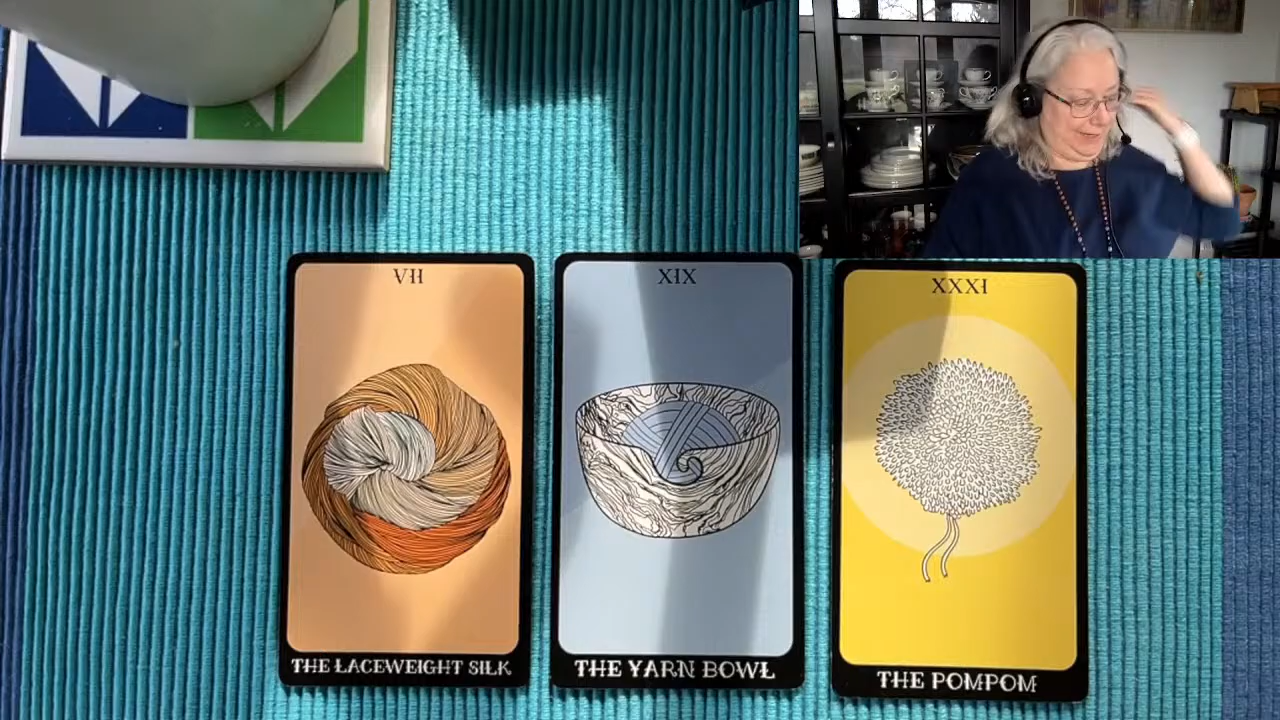 VII
THE LACEWEIGHT SILK
XIX
THE YARN BOWL
XXXI
THE POMPOM